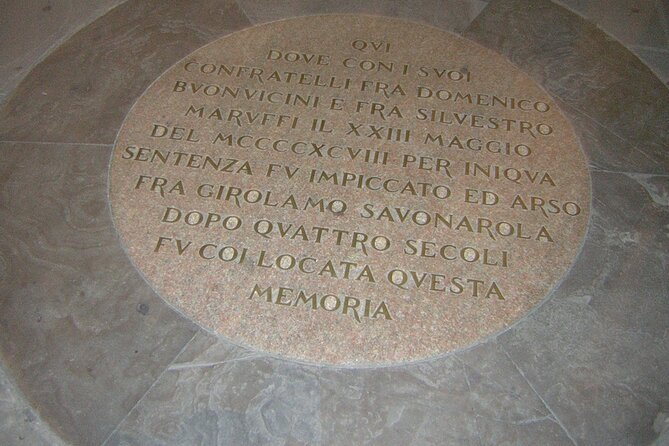 QVI
DOVE CON I SVOI
CONFRATELLI FRA DOMENICO
BVONVICINI E FRA SILVESTRO
MARVFFI IL XXIII MAGGIO
DEL MCCCCXCVIII PER INIQVA
SENTENZA FV IMPICCATO ED ARSO
FRA GIROLAMO SAVONAROLA
DOPO QVATTRO SECOLI
FV COLLOCATA QVESTA
MEMORIA